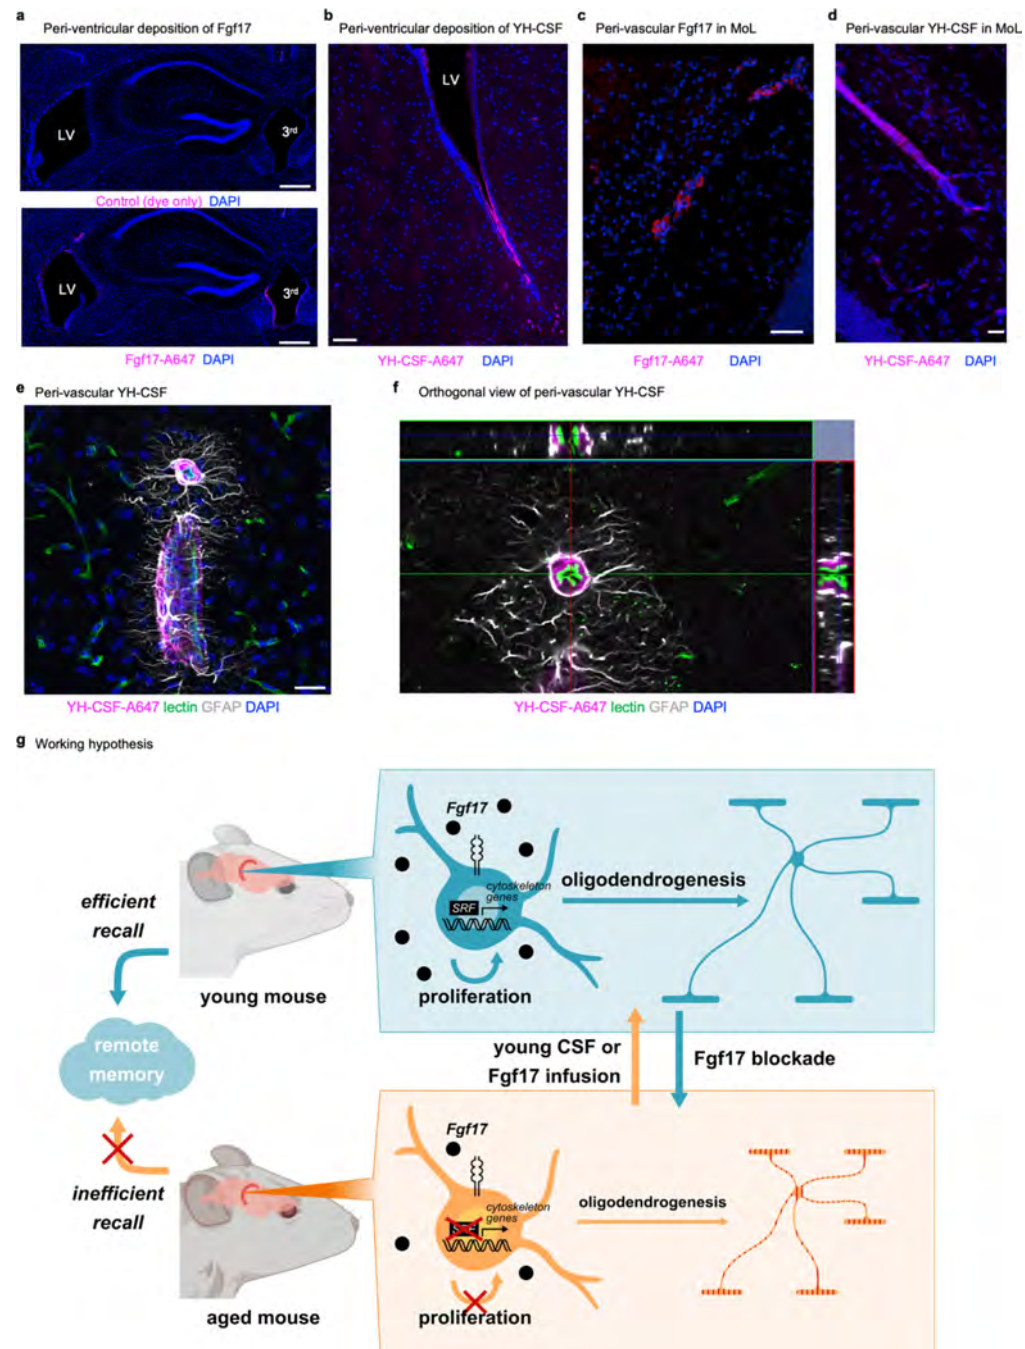 a
Peri-ventricular deposition of Fgf17
LV
3rd
Control (dye only) DAPI
LV
3rd
Fgf17-A647 DAPI
b
Peri-ventricular deposition of YH-CSF
LV
YH-CSF-A647 DAPI
c
Peri-vascular Fgf17 in MoL
Fgf17-A647 DAPI
d
Peri-vascular YH-CSF in MoL
YH-CSF-A647 DAPI
e Peri-vascular YH-CSF
YH-CSF-A647 lectin GFAP DAPI
f Orthogonal view of peri-vascular YH-CSF
YH-CSF-A647 lectin GFAP DAPI
g Working hypothesis
efficient
recall
young mouse
remote
memory
inefficient
recall
aged mouse
Fgf17
cytoskeleton
genes
SRF
proliferation
oligodendrogenesis
young CSF or
Fgf17 infusion
Fgf17 blockade
Fgf17
cytoskeleton
genes
SRF
proliferation
oligodendrogenesis